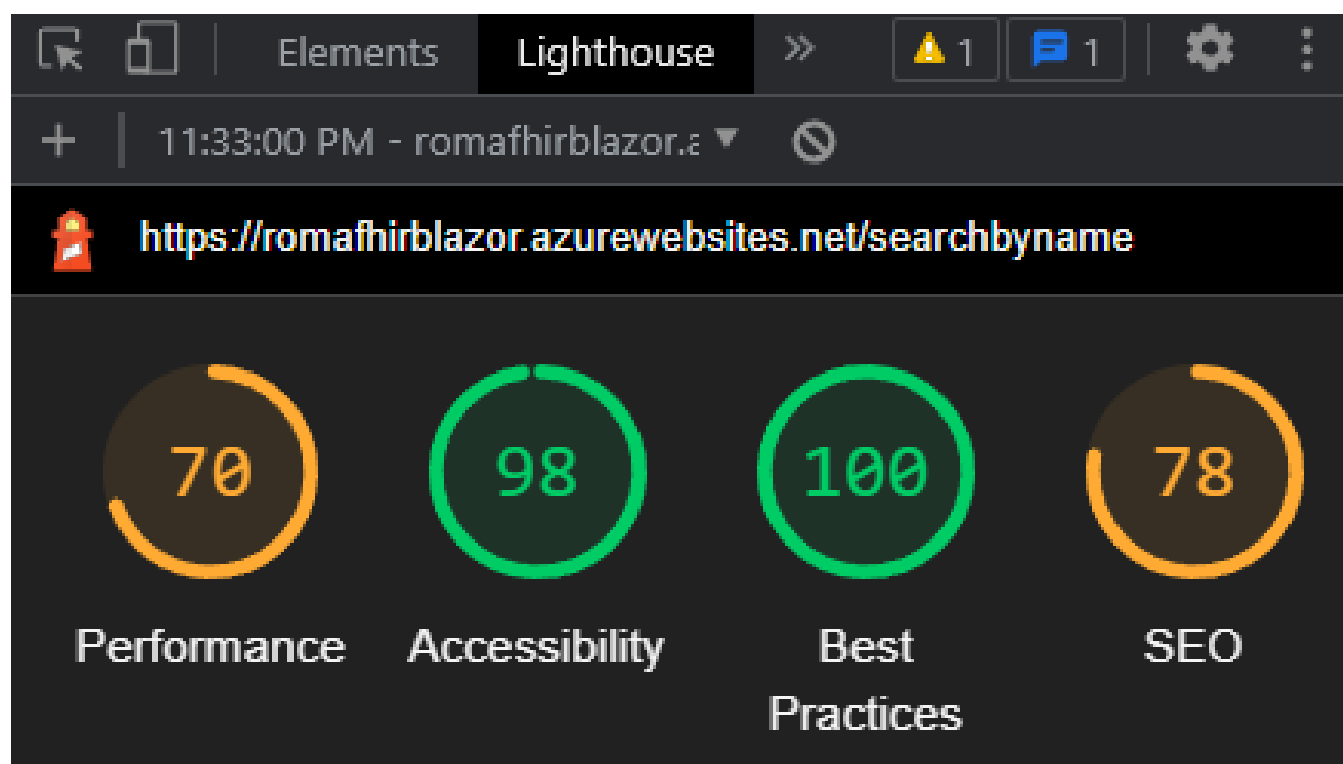 Elements Lighthouse » 1 1
11:33:00 PM - romafhirblazor.a
https://romafhirblazor.azurewebsites.net/searchbyname
70 98 100 78
Performance Accessibility Best SEO
Practices